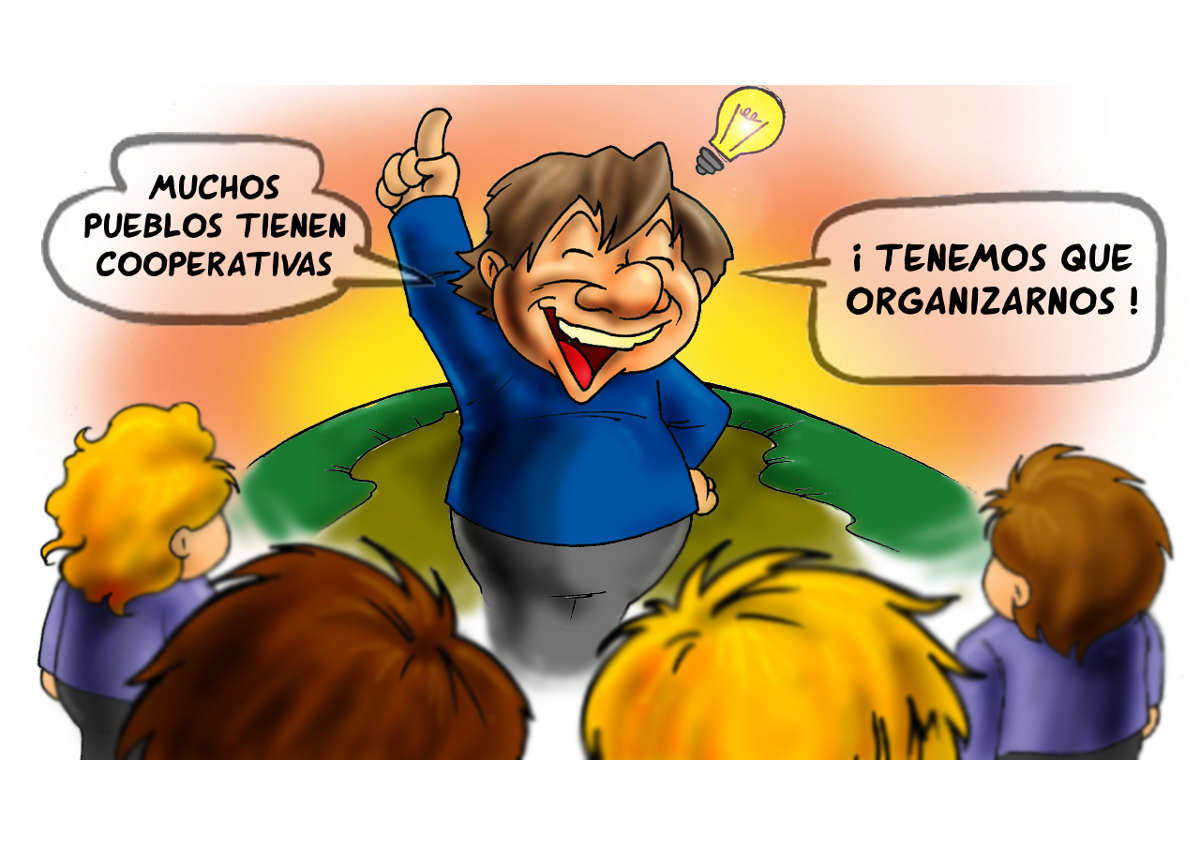 MUCHOS
PUEBLOS TIENEN
COOPERATIVAS
¡ TENEMOS QUE
ORGANIZARNOS !